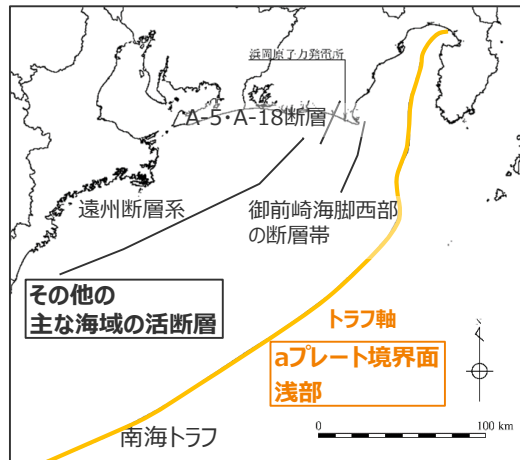 浜岡原子力発電所
A-5・A-18断層
遠州断層系
御前崎海脚西部
の断層帯
その他の
主な海域の活断層
トラフ軸
aプレート境界面
浅部
南海トラフ
S
0
100 km